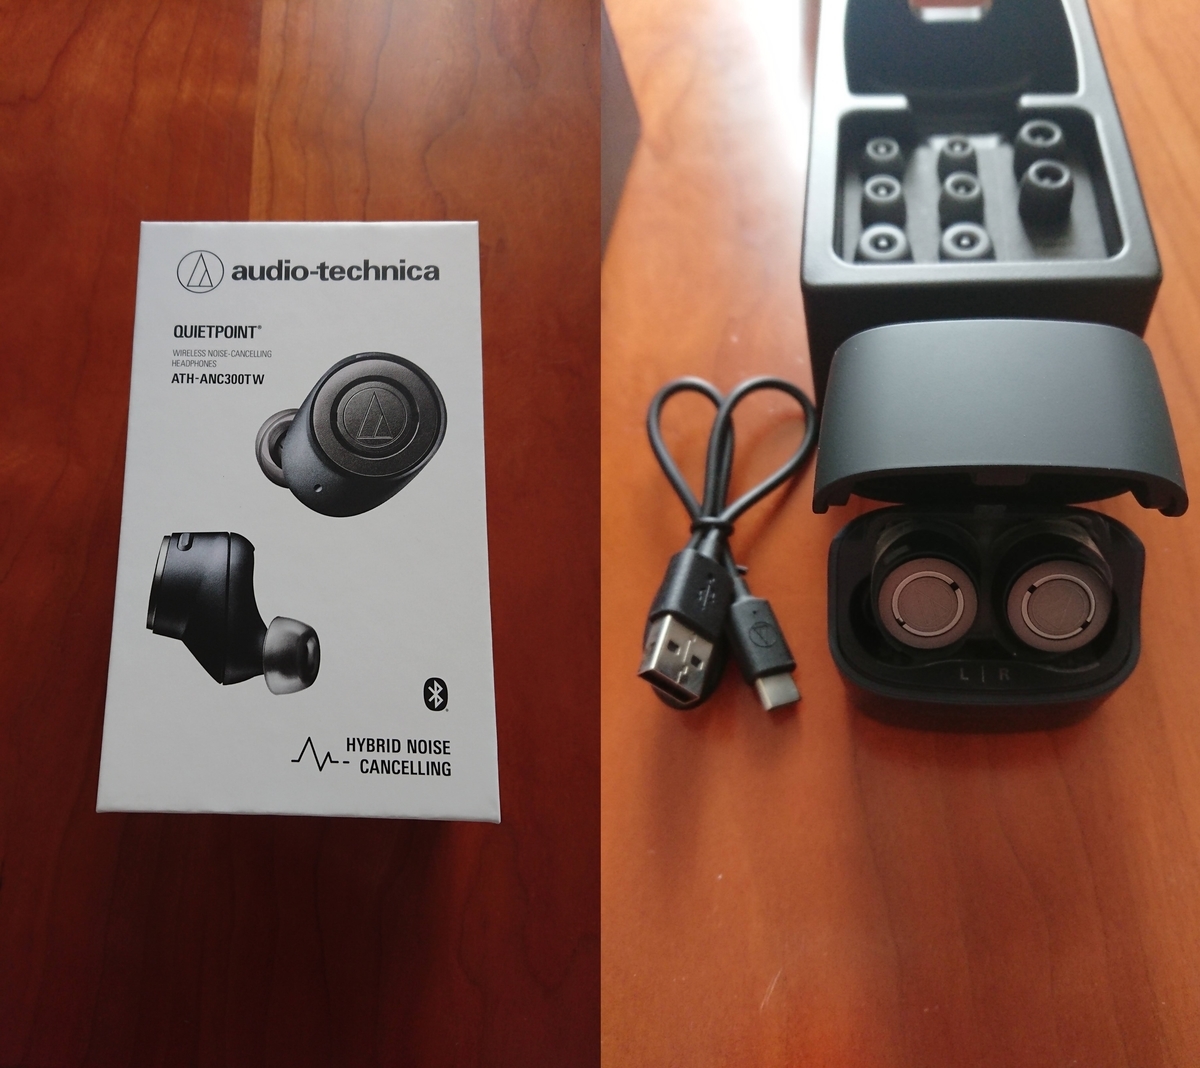 audio-technica
QUIETPOINT®
WIRELESS NOISE-CANCELLING
HEADPHONES
ATH-ANC300TW
HYBRID NOISE
CANCELLING
L | R